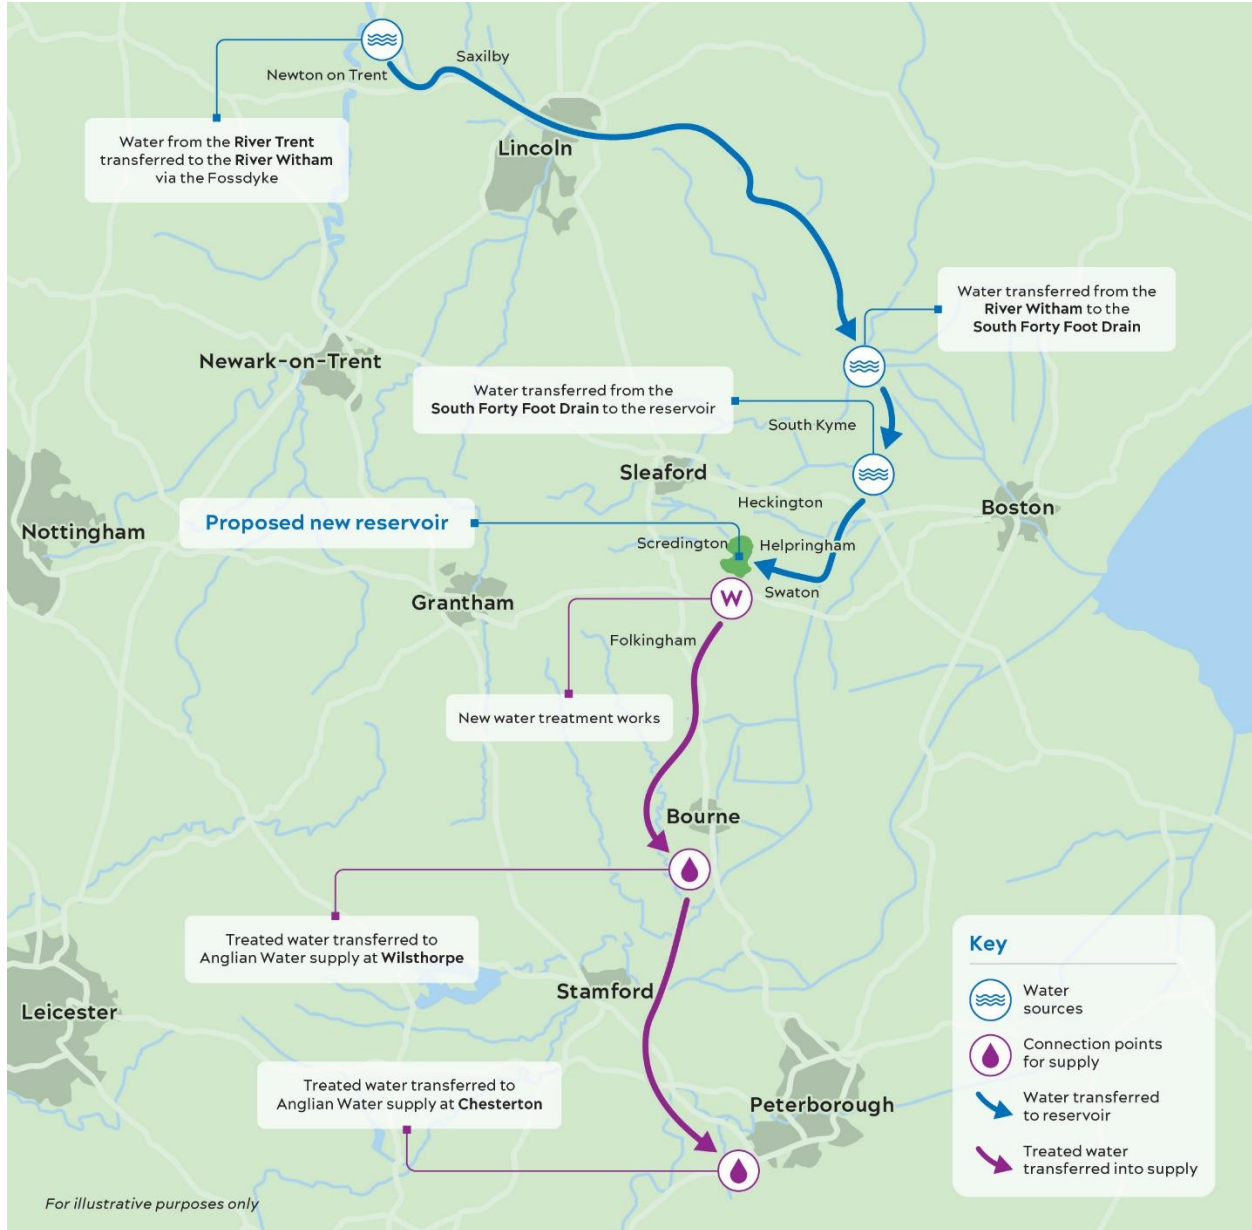 Saxilby
Newton on Trent
Water from the River Trent
transferred to the River Witham
via the Fossdyke
Lincoln
Water transferred from the
River Witham to the
South Forty Foot Drain
Newark-on-Trent
Water transferred from the
South Forty Foot Drain to the reservoir
South Kyme
Sleaford
Heckington
Boston
Nottingham
Proposed new reservoir
Scredington
Helpringham
Swaton
Grantham
W
Folkingham
New water treatment works
Bourne
Treated water transferred to
Anglian Water supply at Wilsthorpe
Stamford
Leicester
Treated water transferred to
Anglian Water supply at Chesterton
Peterborough
Key
Water
sources
Connection points
for supply
Water transferred
to reservoir
Treated water
transferred into supply
For illustrative purposes only